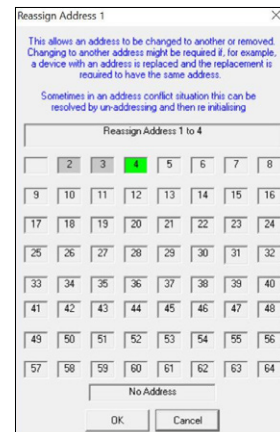 Reassign Address 1
This allows an address to be changed to another or removed.
Changing to another address might be required if, for example,
a device with an address is replaced and the replacement is
required to have the same address.
Sometimes in an address conflict situation this can be
resolved by un-addressing and then re initialising
Reassign Address 1 to 4
2 3 4 5 6 7 8
9 10 11 12 13 14 15 16
17 18 19 20 21 22 23 24
25 26 27 28 29 30 31 32
33 34 35 36 37 38 39 40
41 42 43 44 45 46 47 48
49 50 51 52 53 54 55 56
57 58 59 60 61 62 63 64
No Address
OK Cancel